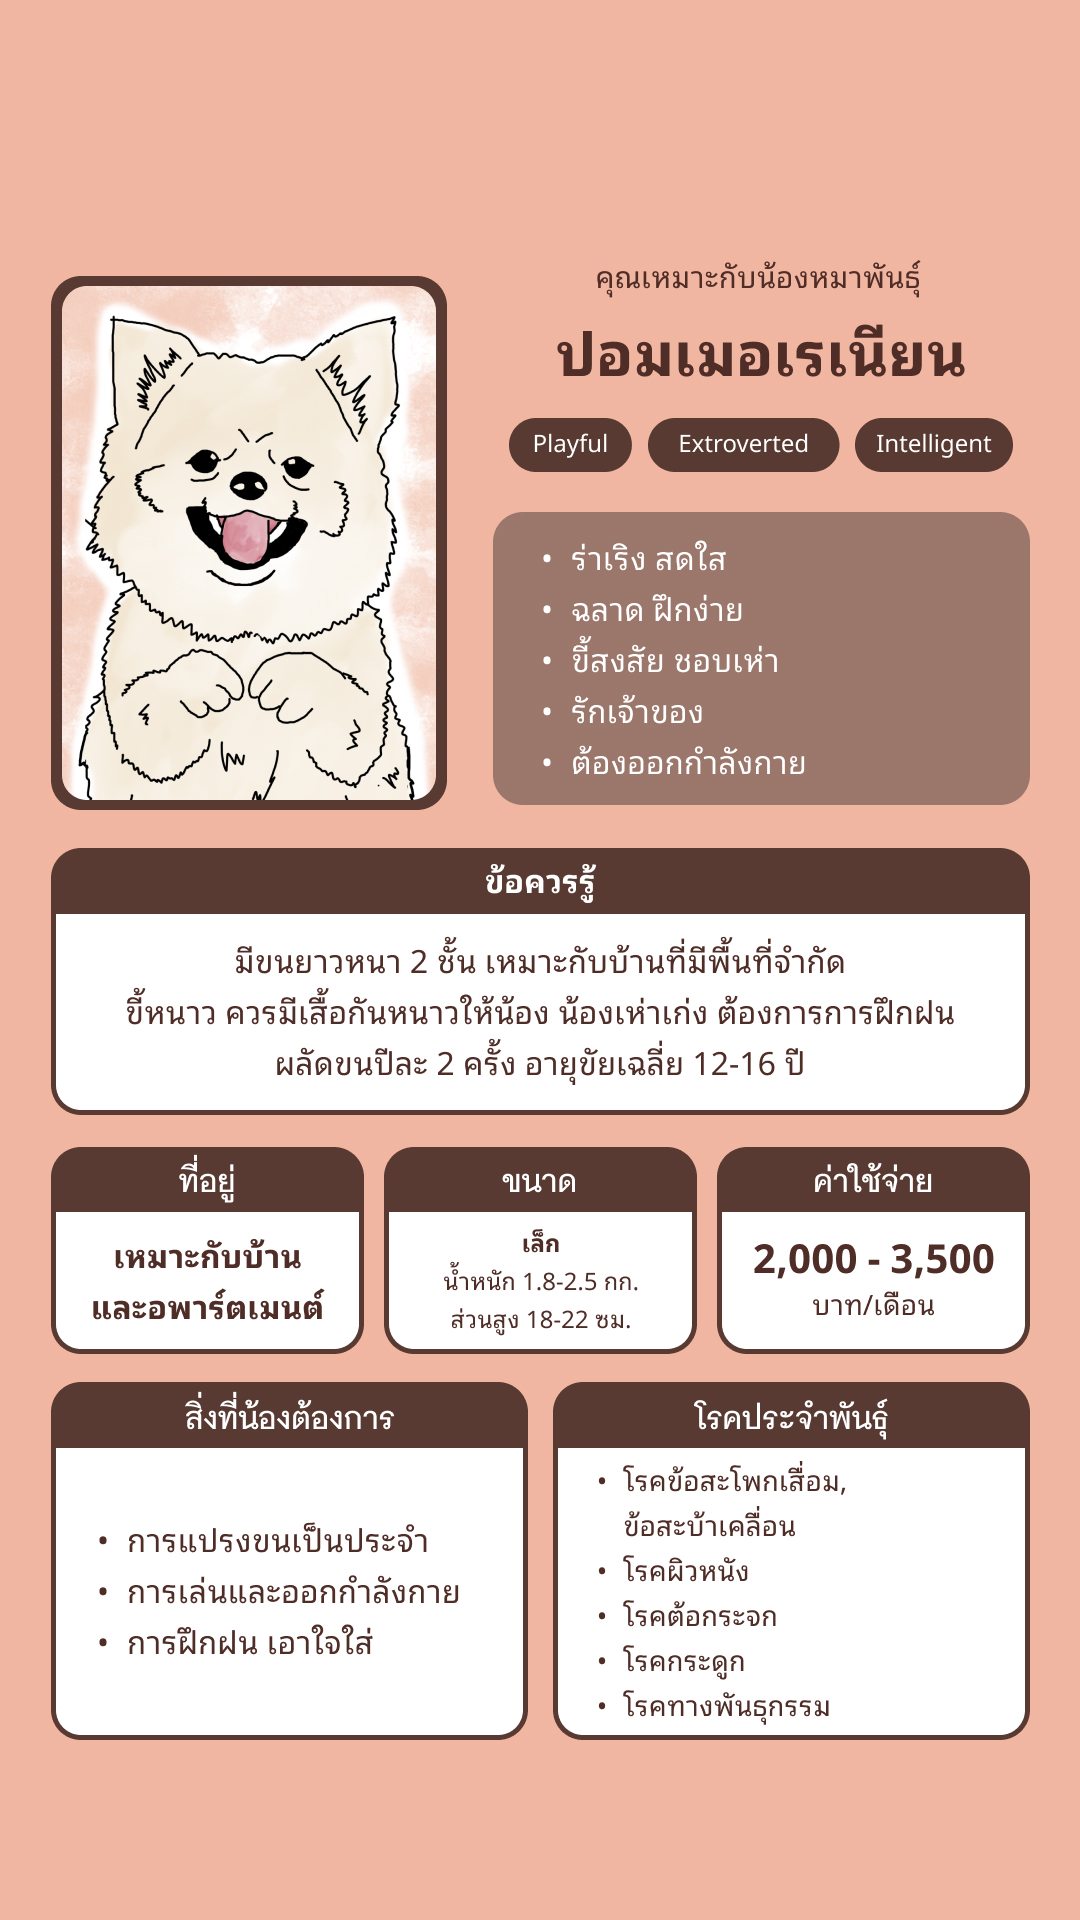 คุณเหมาะกับน้องหมาพันธุ์
ปอมเมอเรเนียน
Playful
Extroverted
Intelligent
• ร่าเริง สดใส
• ฉลาด ฝึกง่าย
• ขี้สงสัย ชอบเห่า
• รักเจ้าของ
• ต้องออกกำลังกาย
ข้อควรรู้
มีขนยาวหนา 2 ชั้น เหมาะกับบ้านที่มีพื้นที่จำกัด
ขี้หนาว ควรมีเสื้อกันหนาวให้น้อง น้องเห่าเก่ง ต้องการการฝึกฝน
ผลัดขนปีละ 2 ครั้ง อายุขัยเฉลี่ย 12-16 ปี
ที่อยู่
เหมาะกับบ้าน
และอพาร์ตเมนต์
ขนาด
เล็ก
น้ำหนัก 1.8-2.5 กก.
ส่วนสูง 18-22 ซม.
ค่าใช้จ่าย
2,000 - 3,500
บาท/เดือน
สิ่งที่น้องต้องการ
• การแปรงขนเป็นประจำ
• การเล่นและออกกำลังกาย
• การฝึกฝน เอาใจใส่
โรคประจำพันธุ์
• โรคข้อสะโพกเสื่อม,
ข้อสะบ้าเคลื่อน
• โรคผิวหนัง
• โรคต้อกระจก
• โรคกระดูก
• โรคทางพันธุกรรม